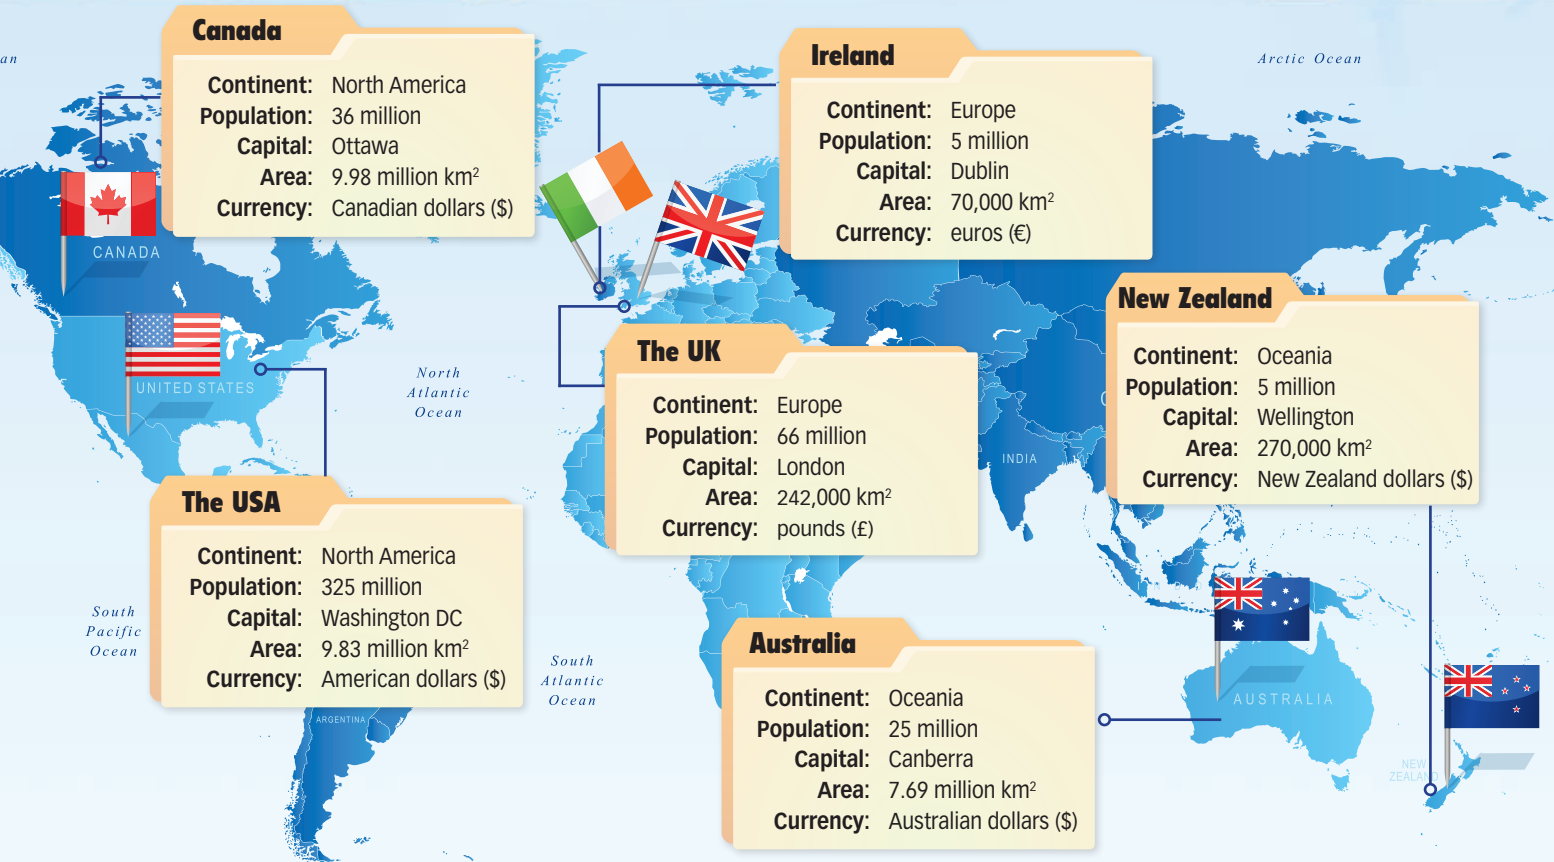 an
Canada
Continent: North America
Population: 36 million
Capital: Ottawa
Area: 9.98 million km²
Currency: Canadian dollars ($)
Ireland
Continent: Europe
Population: 5 million
Capital: Dublin
Area: 70,000 km²
Currency: euros (€)
Arctic Ocean
CANADA
UNITED STATES
North
Atlantic
Ocean
The UK
Continent: Europe
Population: 66 million
Capital: London
Area: 242,000 km²
Currency: pounds (£)
New Zealand
Continent: Oceania
Population: 5 million
Capital: Wellington
Area: 270,000 km²
Currency: New Zealand dollars ($)
INDIA
The USA
Continent: North America
Population: 325 million
Capital: Washington DC
Area: 9.83 million km²
Currency: American dollars ($)
South
Pacific
Ocean
South
Atlantic
Ocean
ARGENTINA
Australia
Continent: Oceania
Population: 25 million
Capital: Canberra
Area: 7.69 million km²
Currency: Australian dollars ($)
AUSTRALIA
NEW
ZEALAND